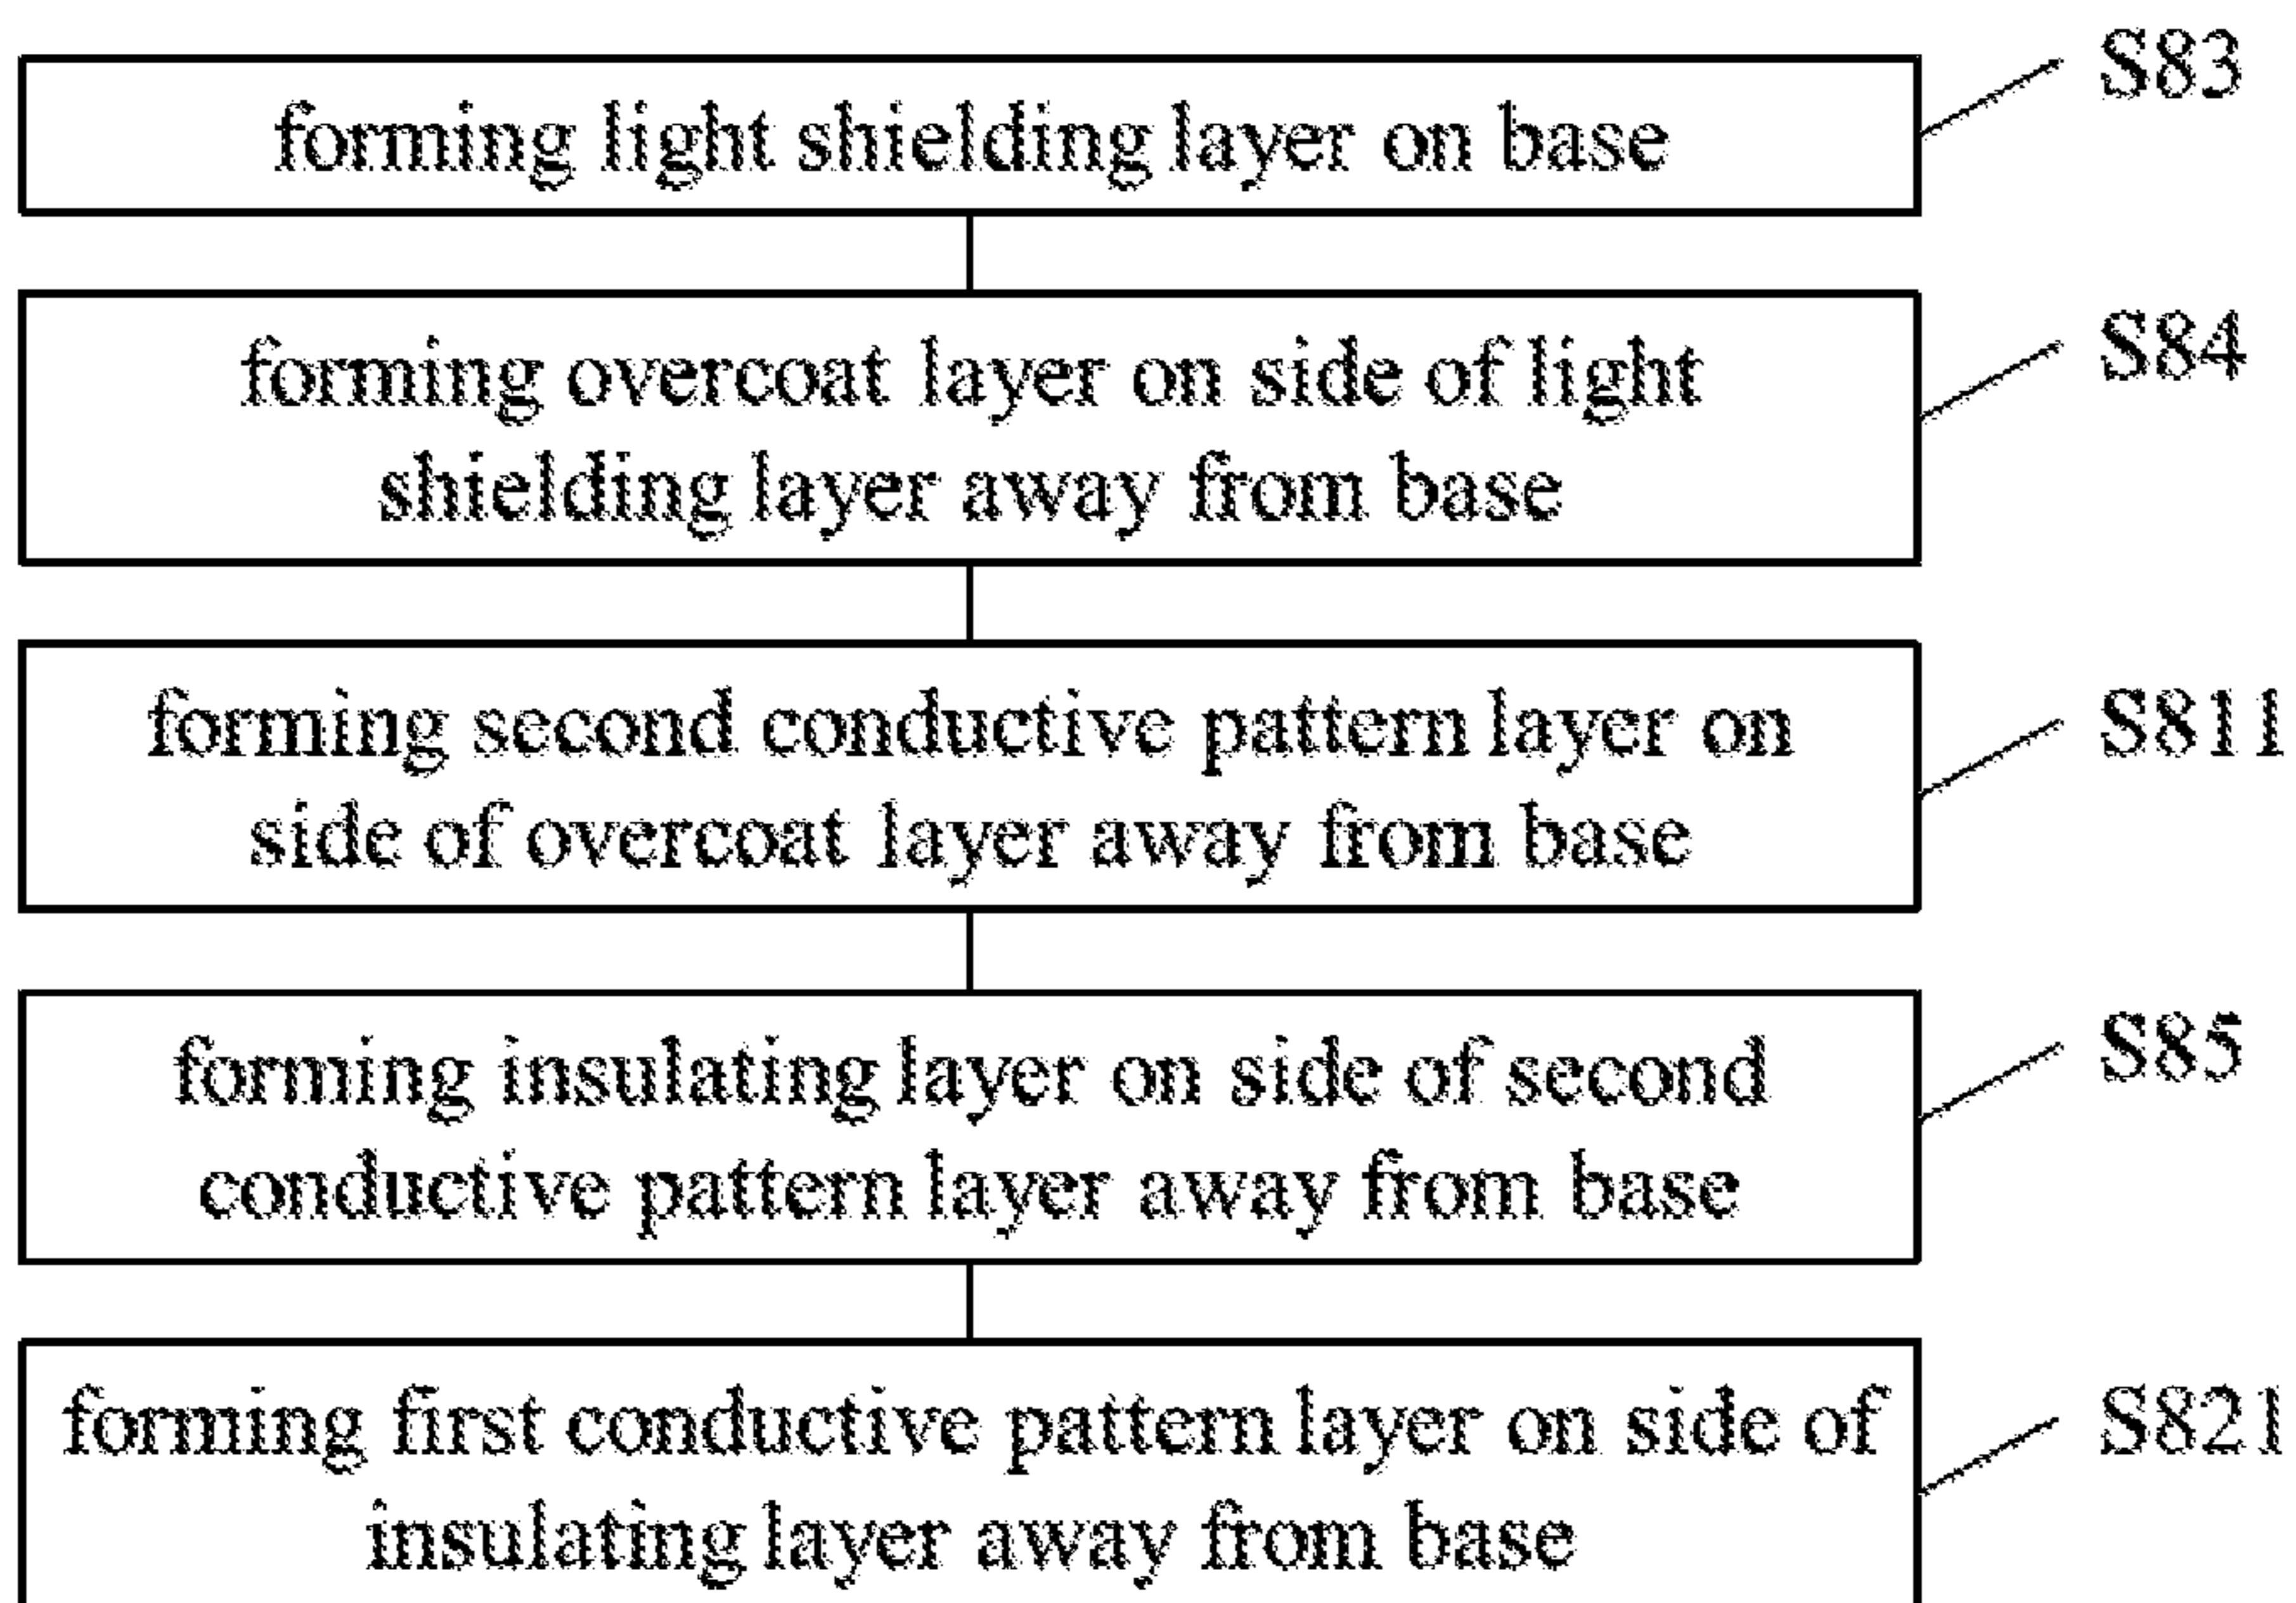 forming light shielding layer on base
S83
forming overcoat layer on side of light
shielding layer away from base
S84
forming second conductive pattern layer on
side of overcoat layer away from base
S811
forming insulating layer on side of second
conductive pattern layer away from base
S85
forming first conductive pattern layer on side of
insulating layer away from base
S821